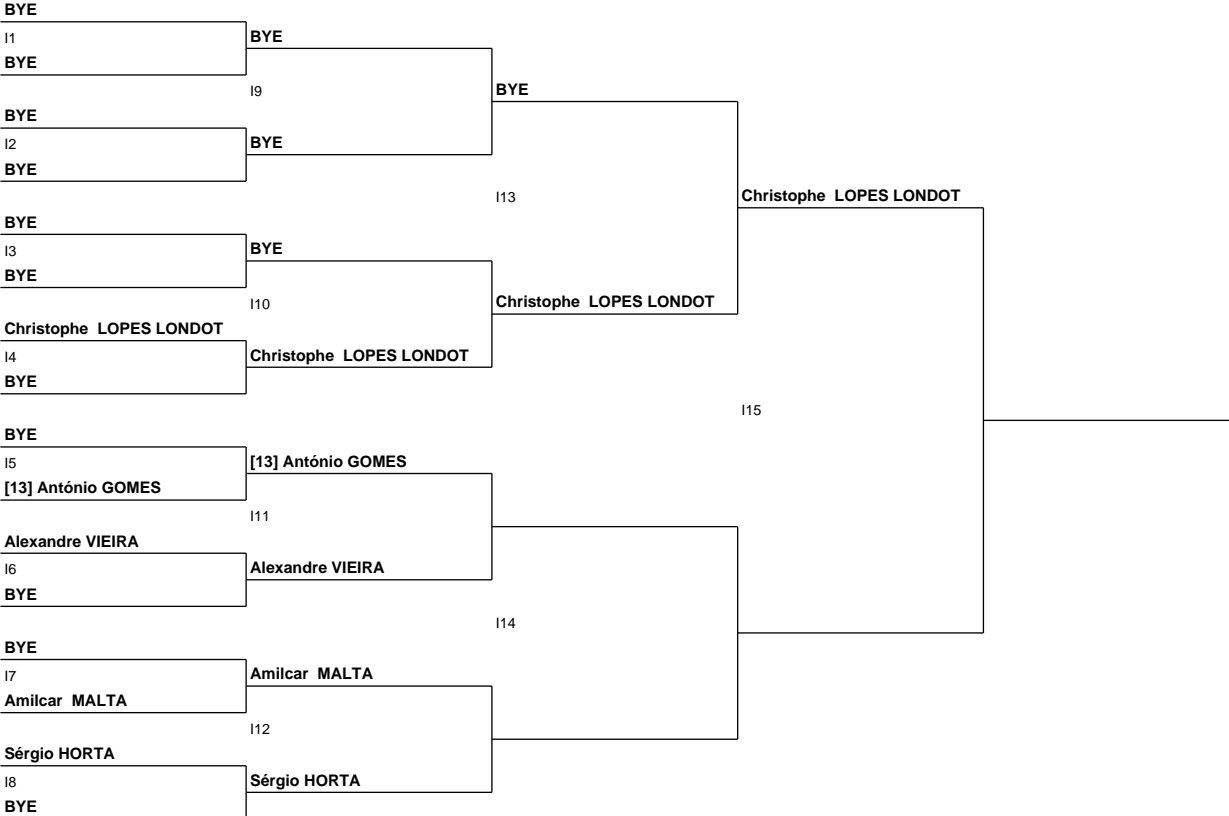 BYE
I1
BYE
BYE
I9
BYE
BYE
I2
BYE
BYE
I13
Christophe  LOPES LONDOT
BYE
I3
BYE
BYE
I10
Christophe  LOPES LONDOT
Christophe  LOPES LONDOT
I4
Christophe  LOPES LONDOT
BYE
I15
BYE
I5
[13] António GOMES
[13] António GOMES
I11
Alexandre VIEIRA
I6
Alexandre VIEIRA
BYE
I14
BYE
I7
Amilcar  MALTA
Amilcar  MALTA
I12
Sérgio HORTA
I8
Sérgio HORTA
BYE